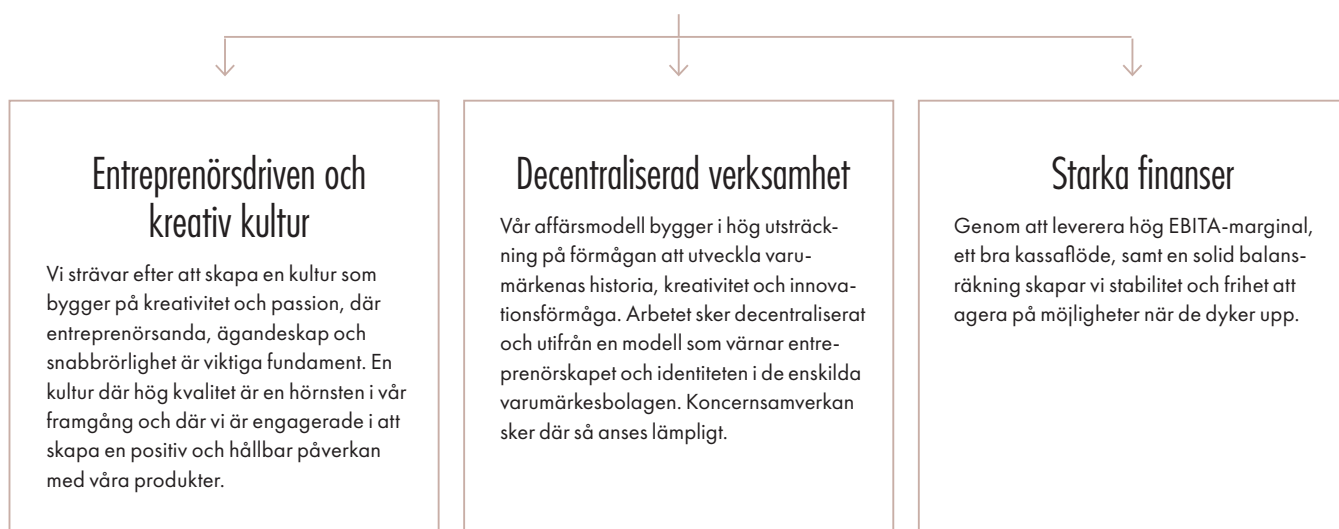 Entreprenörsdriven och
kreativ kultur
Vi strävar efter att skapa en kultur som
bygger på kreativitet och passion, där
entreprenörsanda, ägandeskap och
snabbrörlighet är viktiga fundament. En
kultur där hög kvalitet är en hörnsten i vår
framgång och där vi är engagerade i att
skapa en positiv och hållbar påverkan
med våra produkter.
Decentraliserad verksamhet
Vår affärsmodell bygger i hög utsträck-
ning på förmågan att utveckla varu-
märkenas historia, kreativitet och innova-
tionsförmåga. Arbetet sker decentraliserat
och utifrån en modell som värnar entre-
prenörskapet och identiteten i de enskilda
varumärkesbolagen. Koncernsamverkan
sker där så anses lämpligt.
Starka finanser
Genom att leverera hög EBITA-marginal,
ett bra kassaflöde, samt en solid balans-
räkning skapar vi stabilitet och frihet att
agera på möjligheter när de dyker upp.